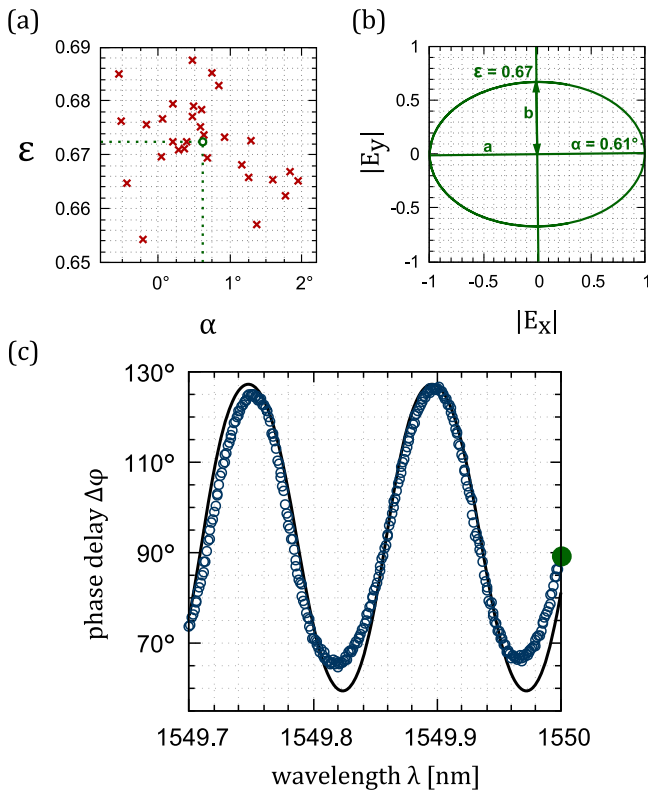 (a)
(b)
0.69
0.68
0.67
0.66
0.65
ε
0°
1°
2°
α
1
0.5
0
-0.5
-1
|Ey|
ε = 0.67
b
a
α = 0.61°
-1
-0.5
0
0.5
1
|Ex|
(c)
130°
110°
90°
70°
phase delay Δφ
1549.7
1549.8
1549.9
1550
wavelength λ [nm]